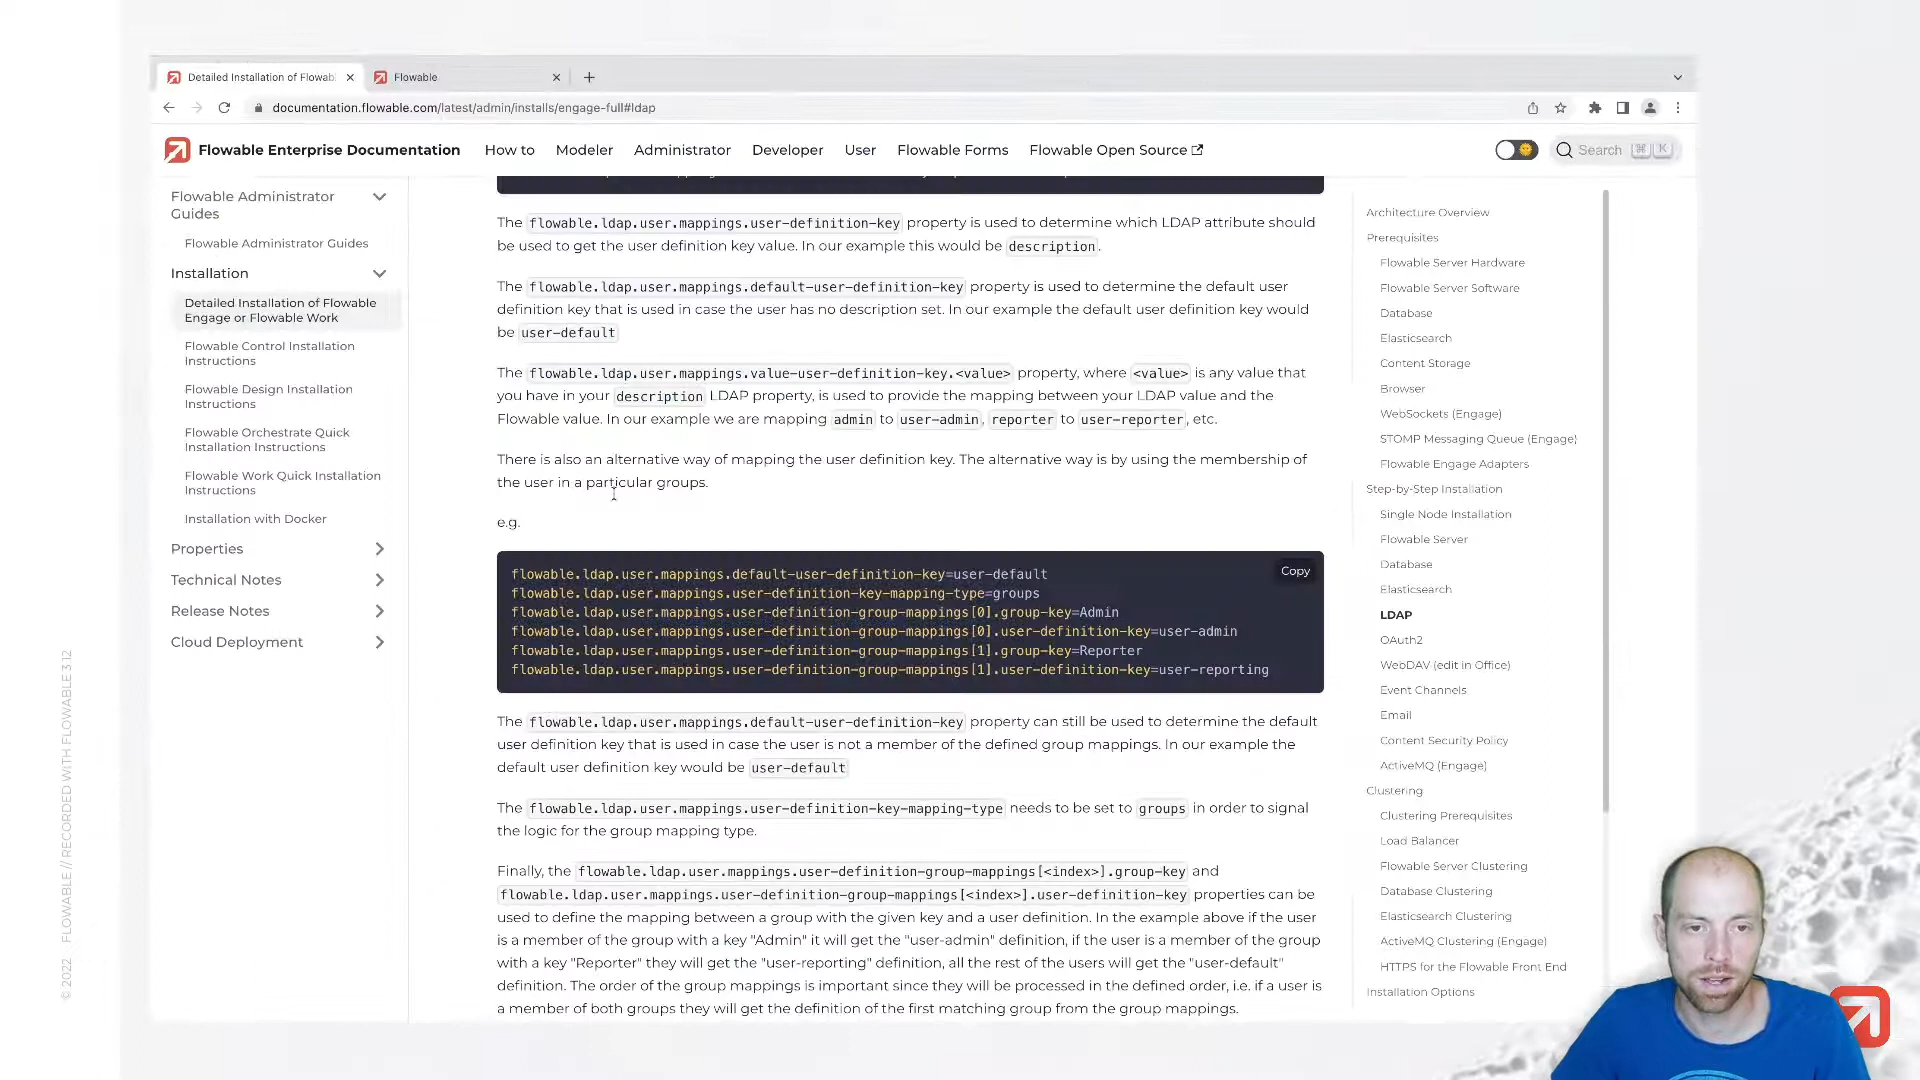 Detailed Installation of Flowab
Flowable
documentation.flowable.com/latest/admin/installs/engage-full#ldap
Flowable Enterprise Documentation
How to
Modeler
Administrator
Developer
User
Flowable Forms
Flowable Open Source
Search
⌘
K
Flowable Administrator
Guides
Flowable Administrator Guides
Installation
Detailed Installation of Flowable
Engage or Flowable Work
Flowable Control Installation
Instructions
Flowable Design Installation
Instructions
Flowable Orchestrate Quick
Installation Instructions
Flowable Work Quick Installation
Instructions
Installation with Docker
Properties
Technical Notes
Release Notes
Cloud Deployment
The flowable.ldap.user.mappings.user-definition-key property is used to determine which LDAP attribute should
be used to get the user definition key value. In our example this would be description.
The flowable.ldap.user.mappings.default-user-definition-key property is used to determine the default user
definition key that is used in case the user has no description set. In our example the default user definition key would
be user-default
The flowable.ldap.user.mappings.value-user-definition-key.<value> property, where <value> is any value that
you have in your description LDAP property, is used to provide the mapping between your LDAP value and the
Flowable value. In our example we are mapping admin to user-admin, reporter to user-reporter, etc.
There is also an alternative way of mapping the user definition key. The alternative way is by using the membership of
the user in a particular groups.
e.g.
Copy
flowable.ldap.user.mappings.default-user-definition-key=user-default
flowable.ldap.user.mappings.user-definition-key-mapping-type=groups
flowable.ldap.user.mappings.user-definition-group-mappings[0].group-key=Admin
flowable.ldap.user.mappings.user-definition-group-mappings[0].user-definition-key=user-admin
flowable.ldap.user.mappings.user-definition-group-mappings[1].group-key=Reporter
flowable.ldap.user.mappings.user-definition-group-mappings[1].user-definition-key=user-reporting
The flowable.ldap.user.mappings.default-user-definition-key property can still be used to determine the default
user definition key that is used in case the user is not a member of the defined group mappings. In our example the
default user definition key would be user-default
The flowable.ldap.user.mappings.user-definition-key-mapping-type needs to be set to groups in order to signal
the logic for the group mapping type.
Finally, the flowable.ldap.user.mappings.user-definition-group-mappings[<index>].group-key and
flowable.ldap.user.mappings.user-definition-group-mappings[<index>].user-definition-key properties can be
used to define the mapping between a group with the given key and a user definition. In the example above if the user
is a member of the group with a key "Admin" it will get the "user-admin" definition, if the user is a member of the group
with a key "Reporter" they will get the "user-reporting" definition, all the rest of the users will get the "user-default"
definition. The order of the group mappings is important since they will be processed in the defined order, i.e. if a user is
a member of both groups they will get the definition of the first matching group from the group mappings.
Architecture Overview
Prerequisites
Flowable Server Hardware
Flowable Server Software
Database
Elasticsearch
Content Storage
Browser
WebSockets (Engage)
STOMP Messaging Queue (Engage)
Flowable Engage Adapters
Step-by-Step Installation
Single Node Installation
Flowable Server
Database
Elasticsearch
LDAP
OAuth2
WebDAV (edit in Office)
Event Channels
Email
Content Security Policy
ActiveMQ (Engage)
Clustering
Clustering Prerequisites
Load Balancer
Flowable Server Clustering
Database Clustering
Elasticsearch Clustering
ActiveMQ Clustering (Engage)
HTTPS for the Flowable Front End
Installation Options
© 2022 FLOWABLE // RECORDED WITH FLOWABLE 3.12